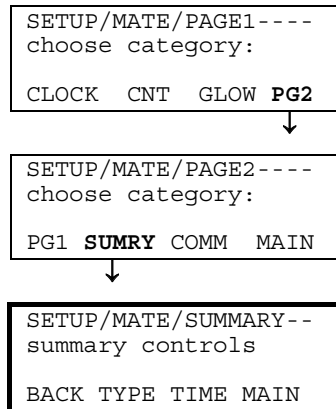 SETUP/MATE/PAGE1----
choose category:
CLOCK CNT GLOW PG2
↓
SETUP/MATE/PAGE2----
choose category:
PG1 SUMRY COMM MAIN
↓
SETUP/MATE/SUMMARY--
summary controls
BACK TYPE TIME MAIN